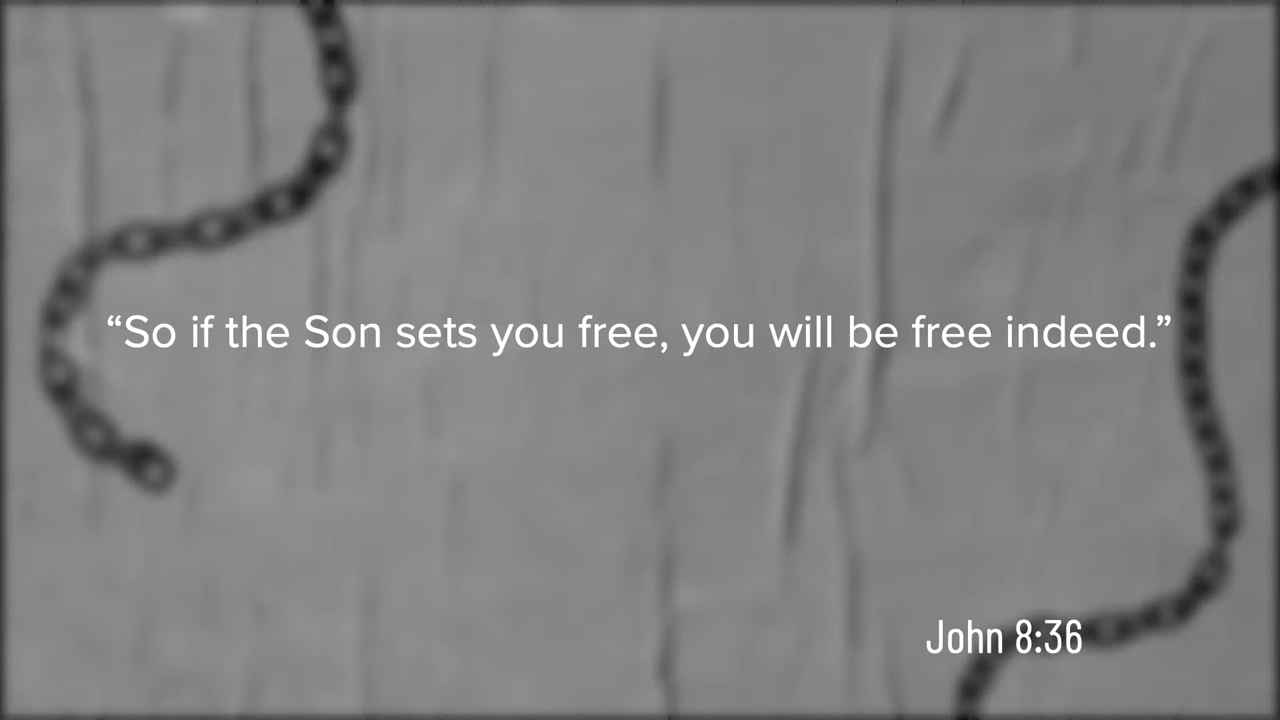 “So if the Son sets you free, you will be free indeed.”
John 8:36